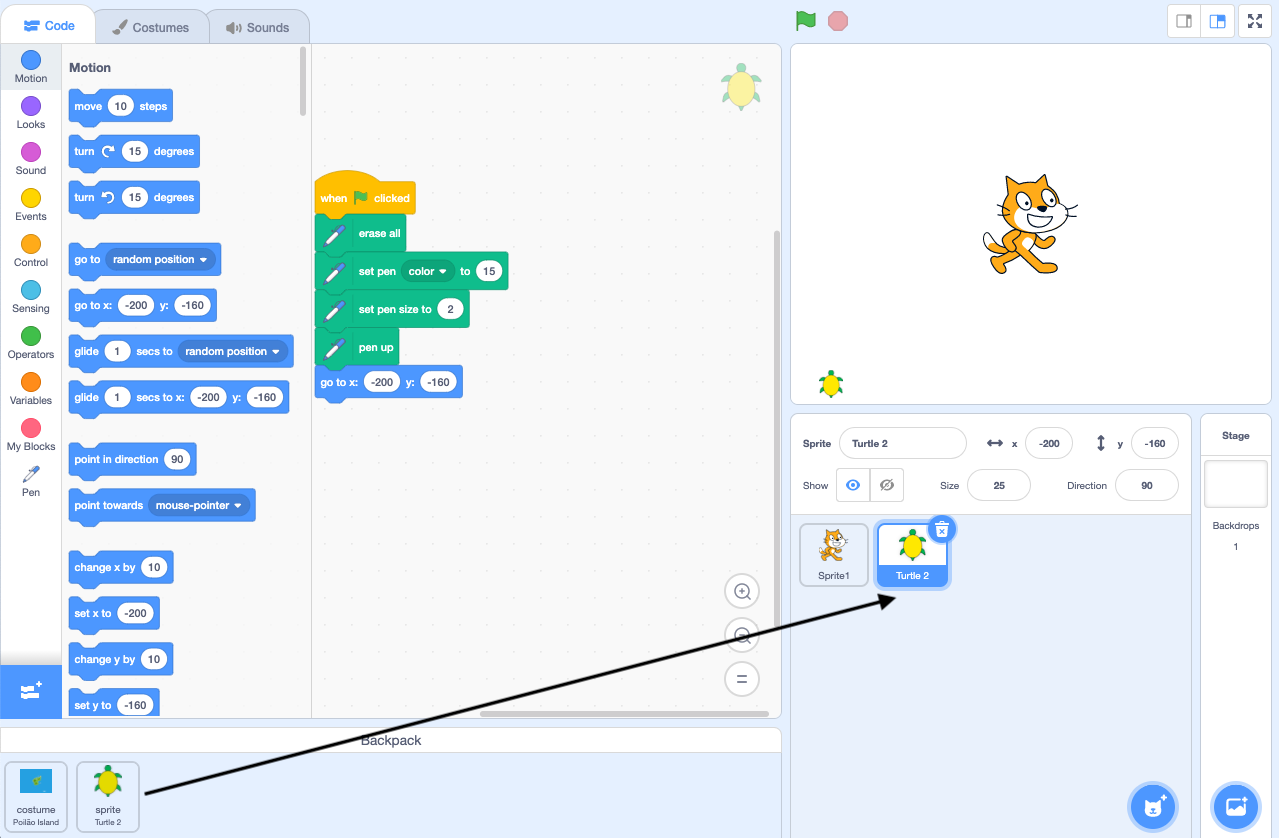 Code
Costumes
Sounds
Motion
Looks
Sound
Events
Control
Sensing
Operators
Variables
My Blocks
Pen
Motion
move 10 steps
turn 15 degrees
turn 15 degrees
go to random position
go to x: -200 y: -160
glide 1 secs to random position
glide 1 secs to x: -200 y: -160
point in direction 90
point towards mouse-pointer
change x by 10
set x to -200
change y by 10
set y to -160
when clicked
erase all
set pen color to 15
set pen size to 2
pen up
go to x: -200 y: -160
Sprite Turtle 2 x -200 y -160
Show Size 25 Direction 90
Sprite1
Turtle 2
Stage
Backdrops
1
Backpack
costume
Poilão Island
sprite
Turtle 2